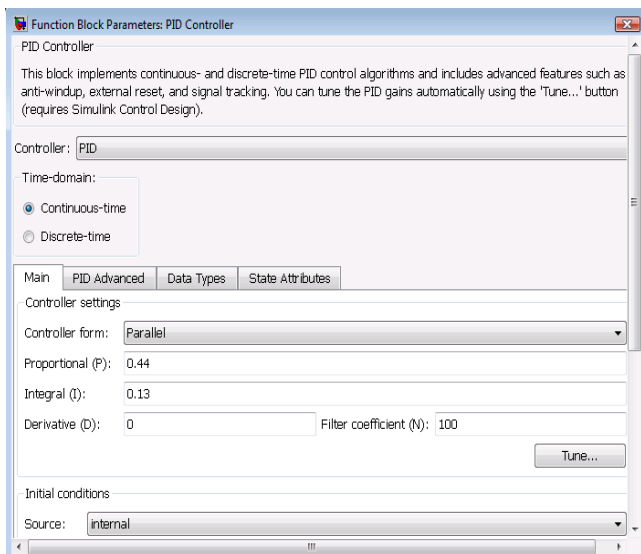 Function Block Parameters: PID Controller
PID Controller
This block implements continuous- and discrete-time PID control algorithms and includes advanced features such as
anti-windup, external reset, and signal tracking. You can tune the PID gains automatically using the 'Tune...' button
(requires Simulink Control Design).
Controller: PID
Time-domain:
Continuous-time
Discrete-time
Main PID Advanced Data Types State Attributes
Controller settings
Controller form: Parallel
Proportional (P): 0.44
Integral (I): 0.13
Derivative (D): 0 Filter coefficient (N): 100
Tune...
Initial conditions
Source: internal